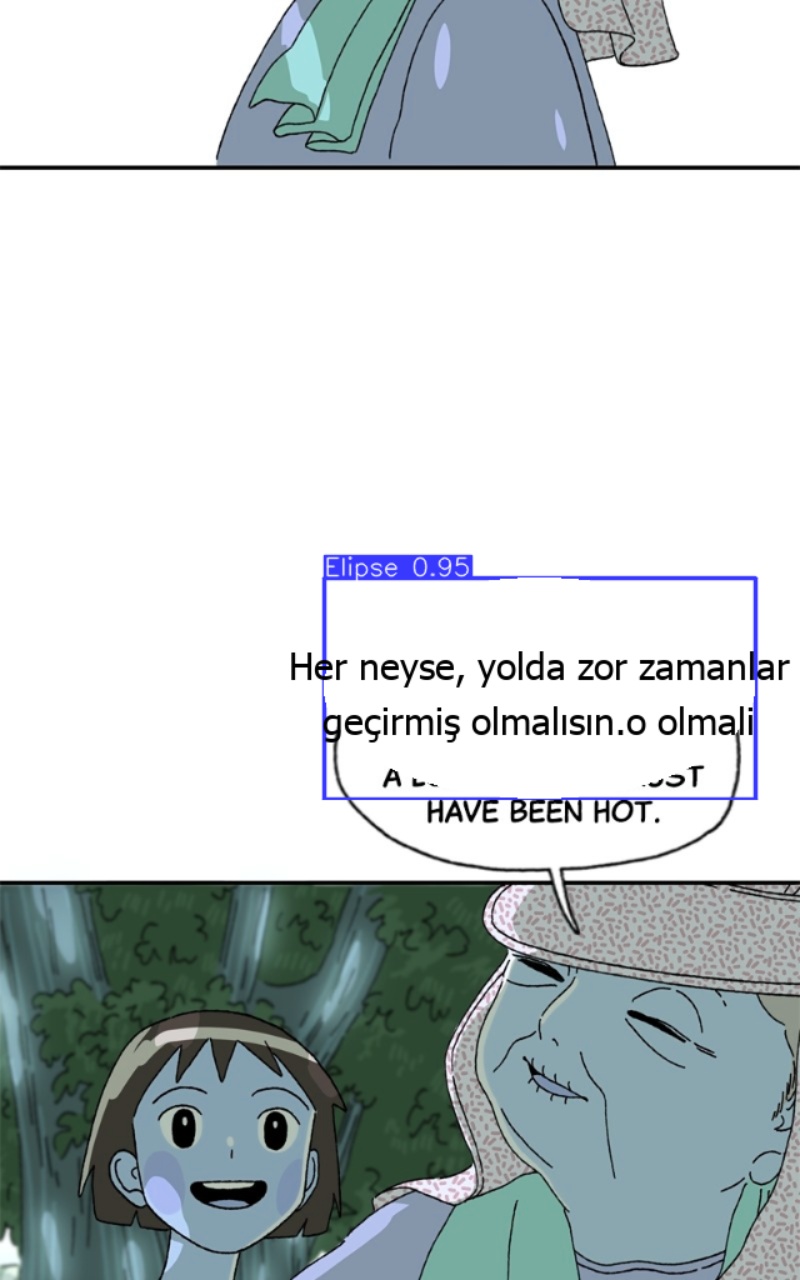 Elipse 0.95
Her neyse, yolda zor zamanlar
geçirmiş olmalısın.o olmali
A
HAVE BEEN HOT.